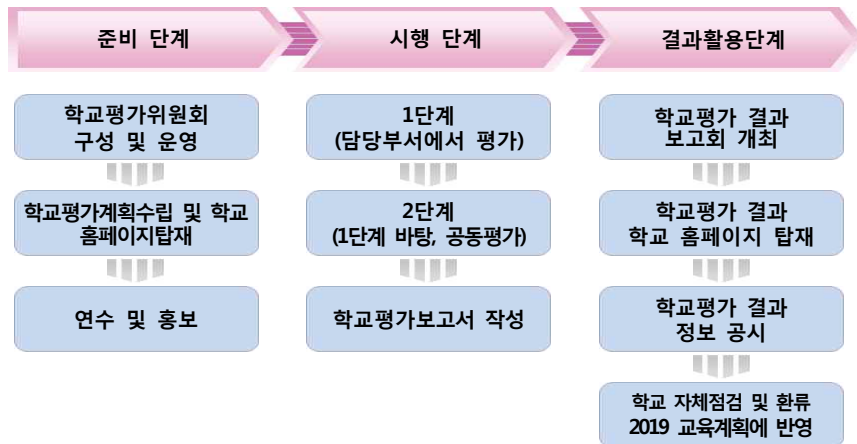 준비 단계
시행 단계
결과활용단계
학교평가위원회
구성 및 운영
학교평가계획수립 및 학교
홈페이지탑재
연수 및 홍보
1단계
(담당부서에서 평가)
2단계
(1단계 바탕, 공동평가)
학교평가보고서 작성
학교평가 결과
보고회 개최
학교평가 결과
학교 홈페이지 탑재
학교평가 결과
정보 공시
학교 자체점검 및 환류
2019 교육계획에 반영